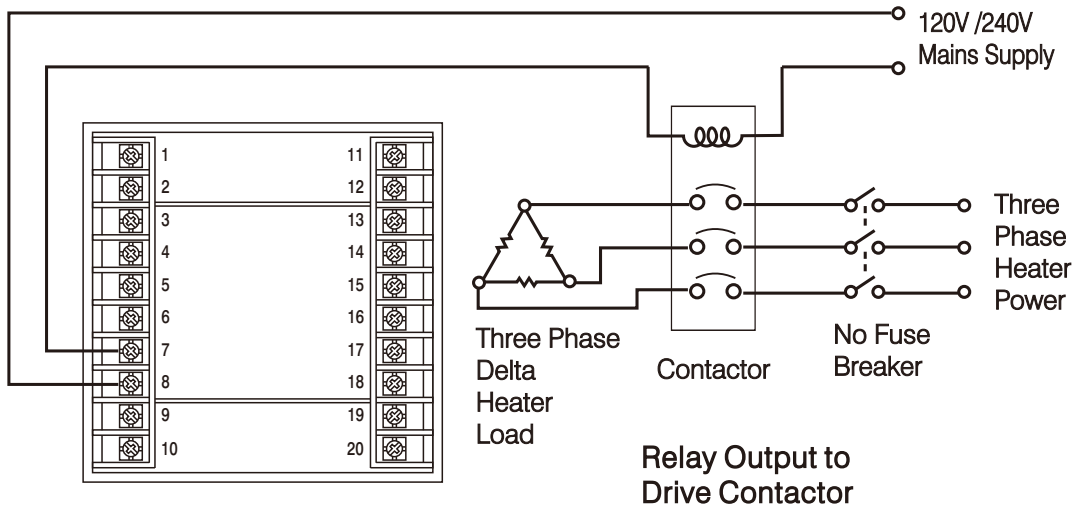 120V /240V
Mains Supply
1
2
3
4
5
6
7
8
9
10
11
12
13
14
15
16
17
18
19
20
Three Phase
Delta
Heater
Load
Contactor
No Fuse
Breaker
Three
Phase
Heater
Power
Relay Output to
Drive Contactor